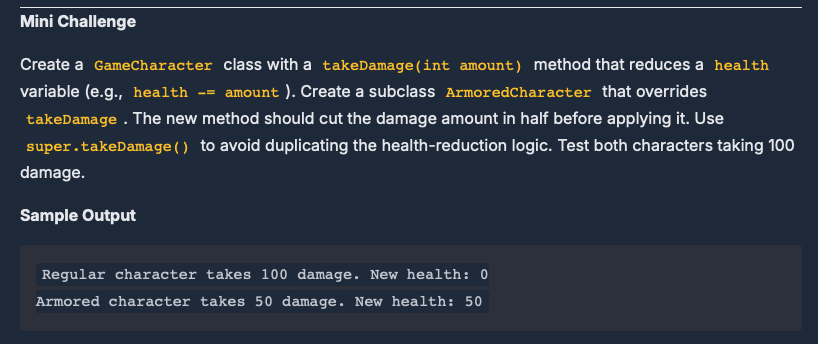 Mini Challenge
Create a GameCharacter class with a takeDamage(int amount) method that reduces a health
variable (e.g., health -= amount ). Create a subclass ArmoredCharacter that overrides
takeDamage . The new method should cut the damage amount in half before applying it. Use
super.takeDamage() to avoid duplicating the health-reduction logic. Test both characters taking 100
damage.
Sample Output
Regular character takes 100 damage. New health: 0
Armored character takes 50 damage. New health: 50